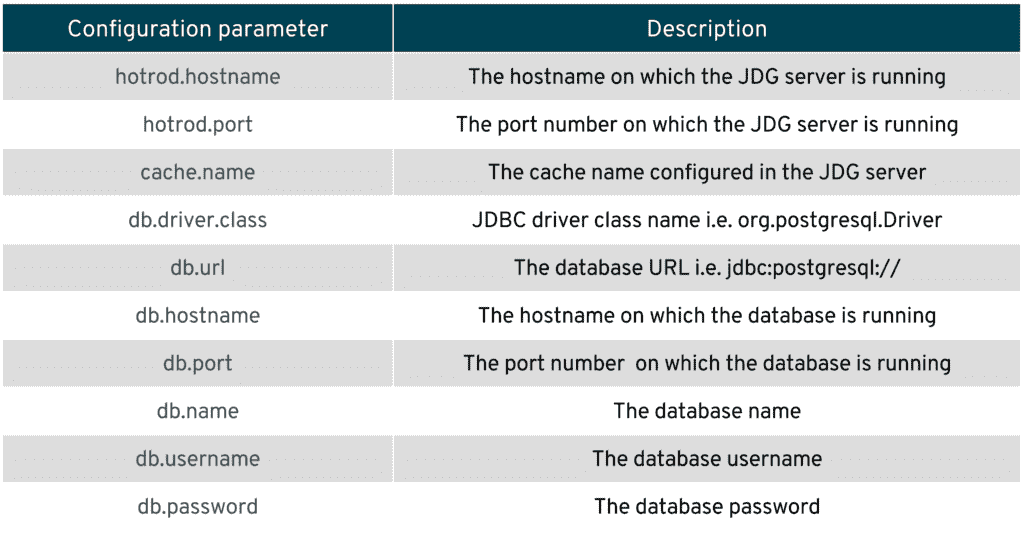 Configuration parameter Description
hotrod.hostname The hostname on which the JDG server is running
hotrod.port The port number on which the JDG server is running
cache.name The cache name configured in the JDG server
db.driver.class JDBC driver class name i.e. org.postgresql.Driver
db.url The database URL i.e. jdbc:postgresql://
db.hostname The hostname on which the database is running
db.port The port number  on which the database is running
db.name The database name
db.username The database username
db.password The database password